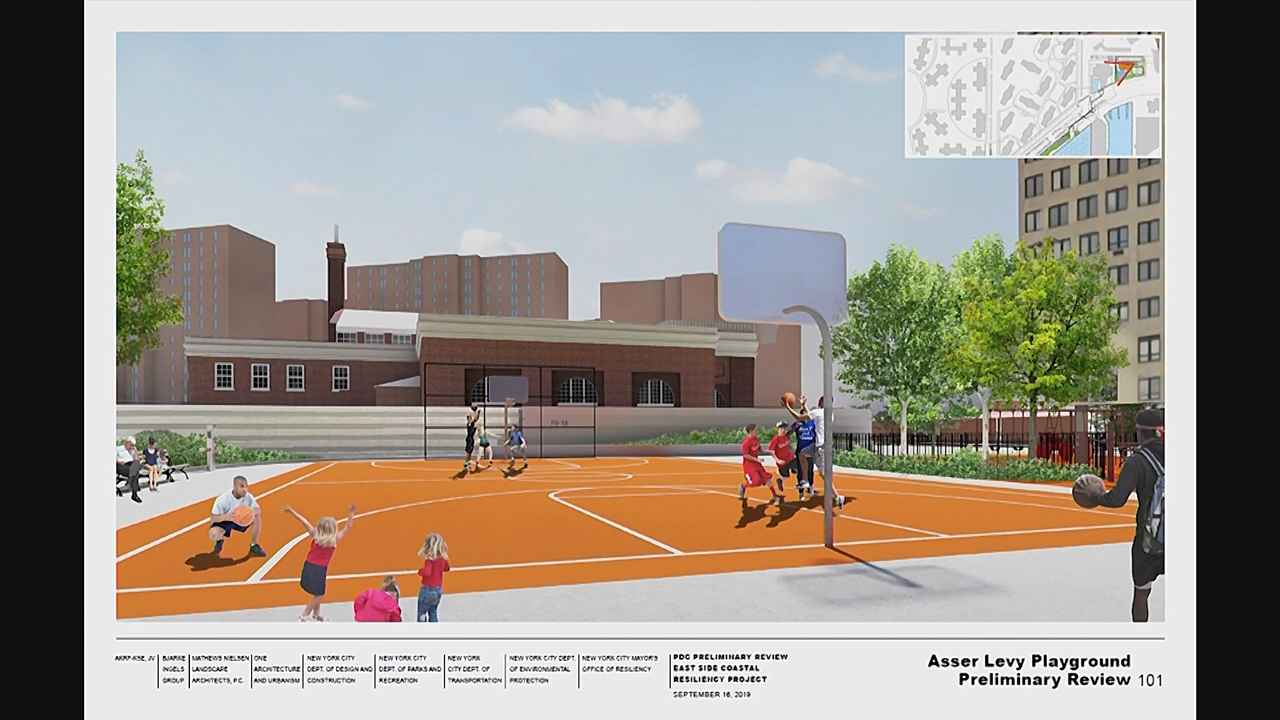 FD-18
AKRF-KSE, JV
BJARKE
INGELS
GROUP
MATHEWS NIELSEN
LANDSCAPE
ARCHITECTS, P.C.
ONE
ARCHITECTURE
AND URBANISM
NEW YORK CITY
DEPT. OF DESIGN AND
CONSTRUCTION
NEW YORK CITY
DEPT. OF PARKS AND
RECREATION
NEW YORK
CITY DEPT. OF
TRANSPORTATION
NEW YORK CITY DEPT.
OF ENVIRONMENTAL
PROTECTION
NEW YORK CITY MAYOR'S
OFFICE OF RESILIENCY
PDC PRELIMINARY REVIEW
EAST SIDE COASTAL
RESILIENCY PROJECT
SEPTEMBER 16, 2019
Asser Levy Playground
Preliminary Review 101